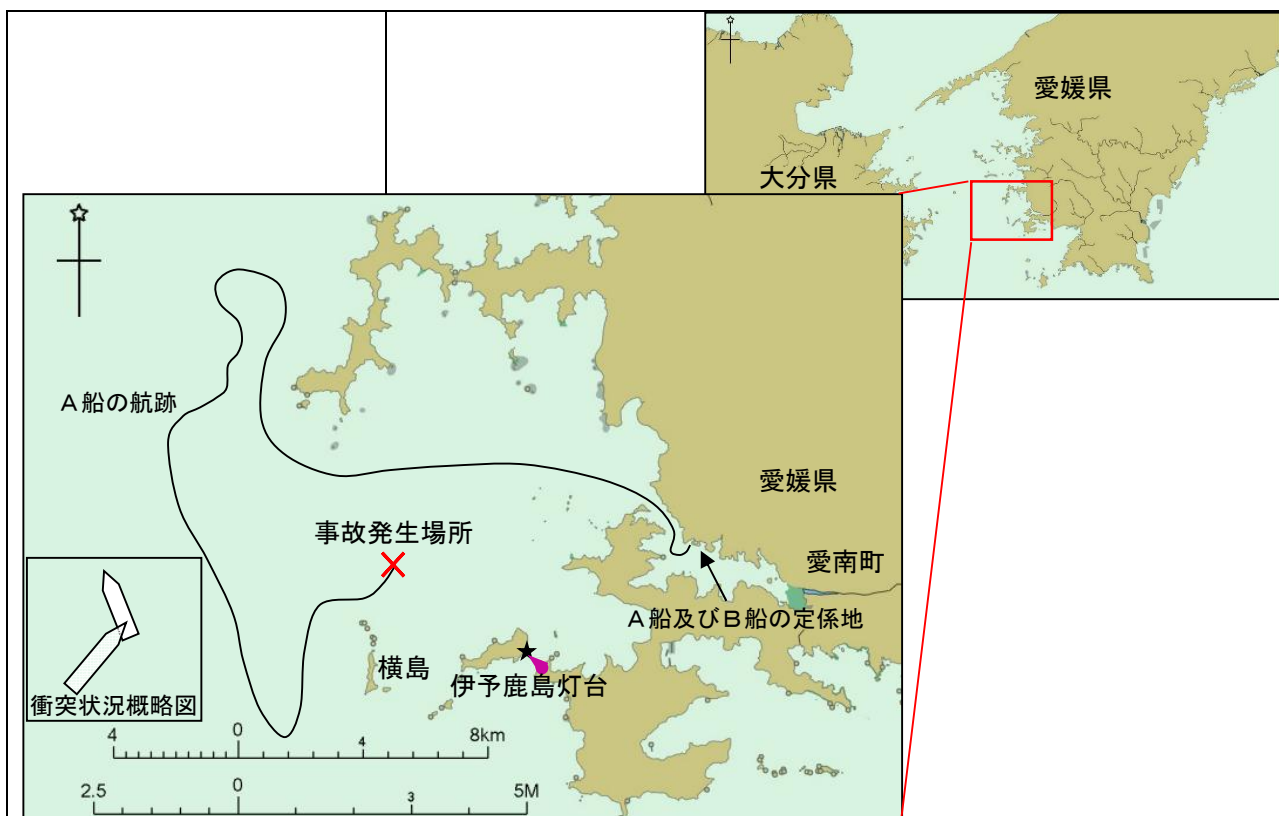 愛媛県
大分県
A船の航跡
愛媛県
事故発生場所
愛南町
A船及びB船の定係地
横島
伊予鹿島灯台
衝突状況概略図
4 0 4 8km
2.5 0 3 5M